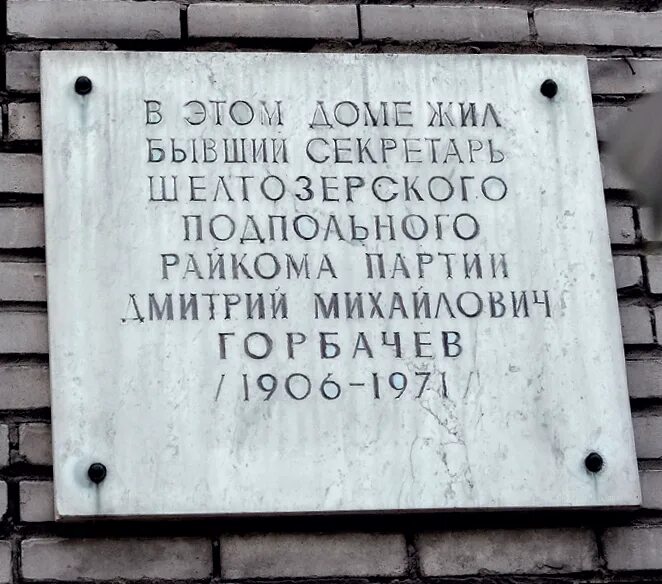 В ЭТОМ ДОМЕ ЖИЛ
БЫВШИЙ СЕКРЕТАРЬ
ШЕЛТОЗЕРСКОГО
ПОДПОЛЬНОГО
РАЙКОМА ПАРТИИ
ДМИТРИЙ МИХАЙЛОВИЧ
ГОРБАЧЕВ
/1906-1971/